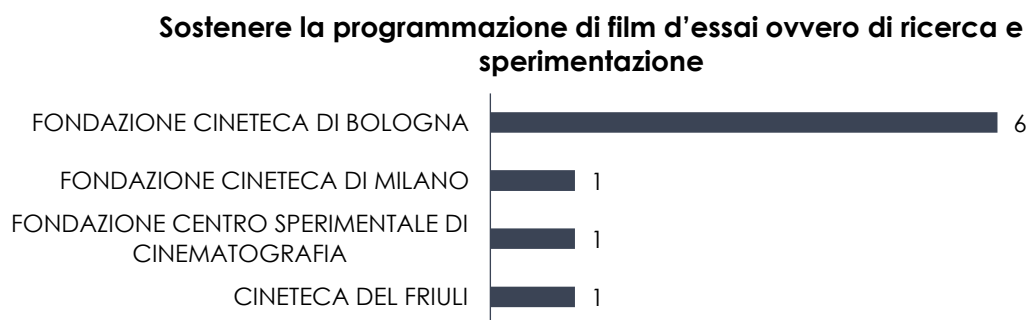 Sostenere la programmazione di film d’essai ovvero di ricerca e
sperimentazione
FONDAZIONE CINETECA DI BOLOGNA 6
FONDAZIONE CINETECA DI MILANO 1
FONDAZIONE CENTRO SPERIMENTALE DI
CINEMATOGRAFIA 1
CINETECA DEL FRIULI 1